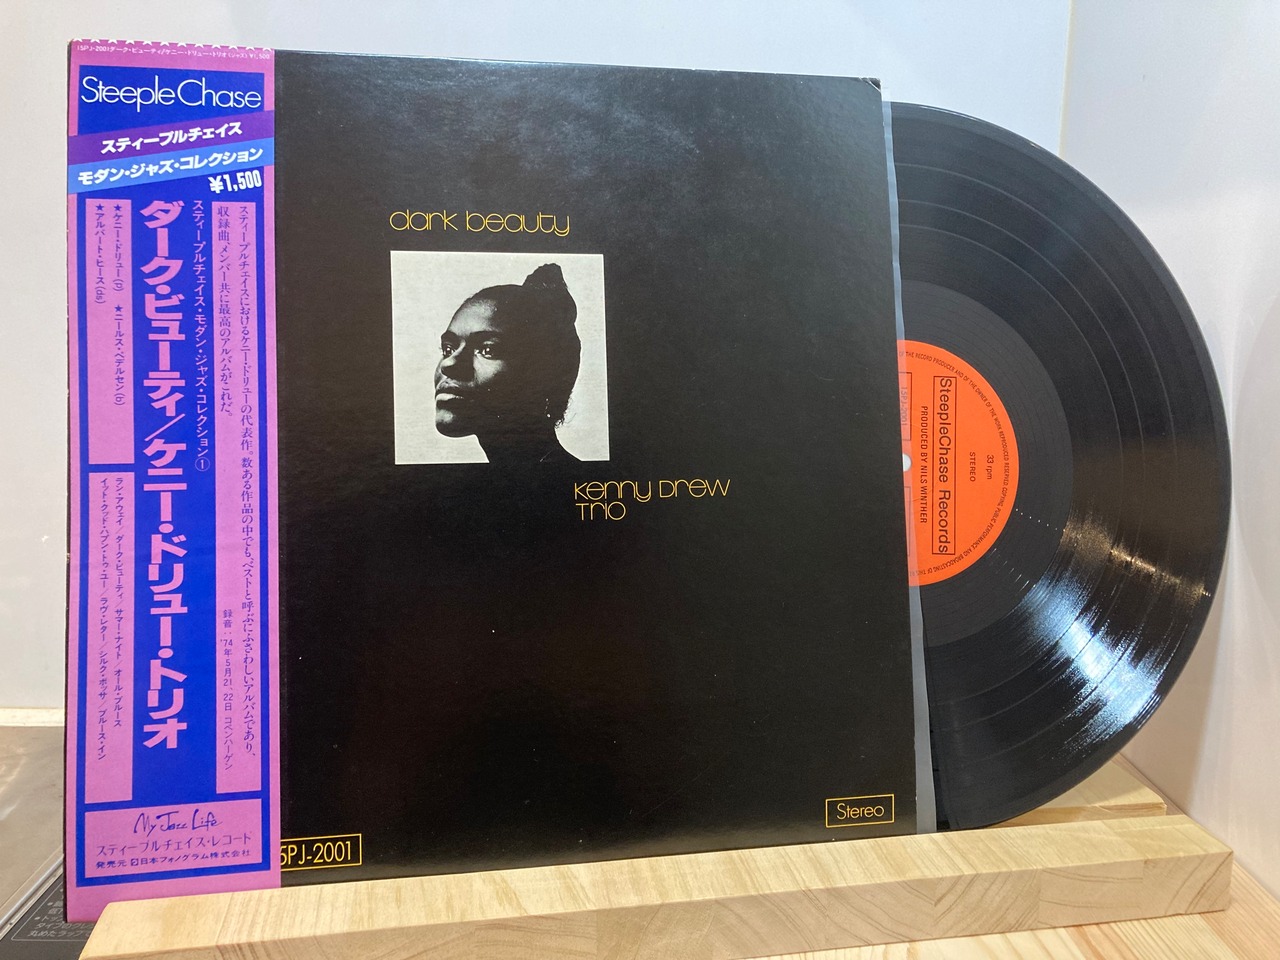 15PJ-2001 ダーク・ビューティ/ケニー・ドリュー・トリオ(ジャズ) ¥1,500
SteepleChase
スティープルチェイス
モダン・ジャズ・コレクション
¥1,500
スティープルチェイスにおけるケニー・ドリューの代表作。数ある作品の中でも、ベストと呼ぶにふさわしいアルバムであり、
収録曲、メンバー共に最高のアルバムがこれだ。
録音:'74年5月21、22日 コペンハーゲン
スティープルチェイス・モダン・ジャズ・コレクション①
ダーク・ビューティ/ケニー・ドリュー・トリオ
★ケニー・ドリュー(p) ★ニールス・ペデルセン(b)
★アルバート・ヒース(ds)
ラン・アウェイ/ダーク・ビューティ/サマー・ナイト/オール・ブルース
イット・クッド・ハプン・トゥ・ユー/ラヴ・レター/シルク・ボッサ/ブルース・イン
My Jazz Life
スティープルチェイス・レコード
発売元 日本フォノグラム株式会社
dark beauty
kenny drew
trio
5PJ-2001
Stereo
SteepleChase Records
PRODUCED BY NILS WINTHER
15PJ-2001
33 rpm
STEREO